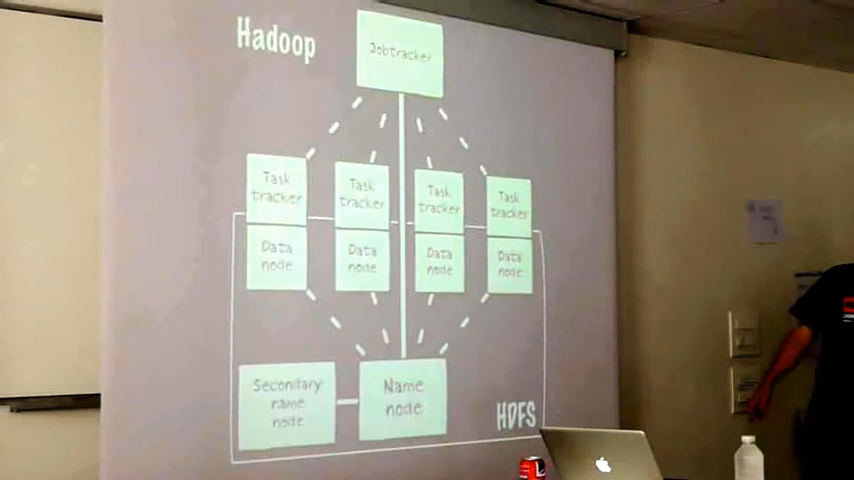 Hadoop
Jobtracker
Task
tracker
Task
tracker
Task
tracker
Task
tracker
Data
node
Data
node
Data
node
Data
node
Secondary
name
node
Name
node
HDFS